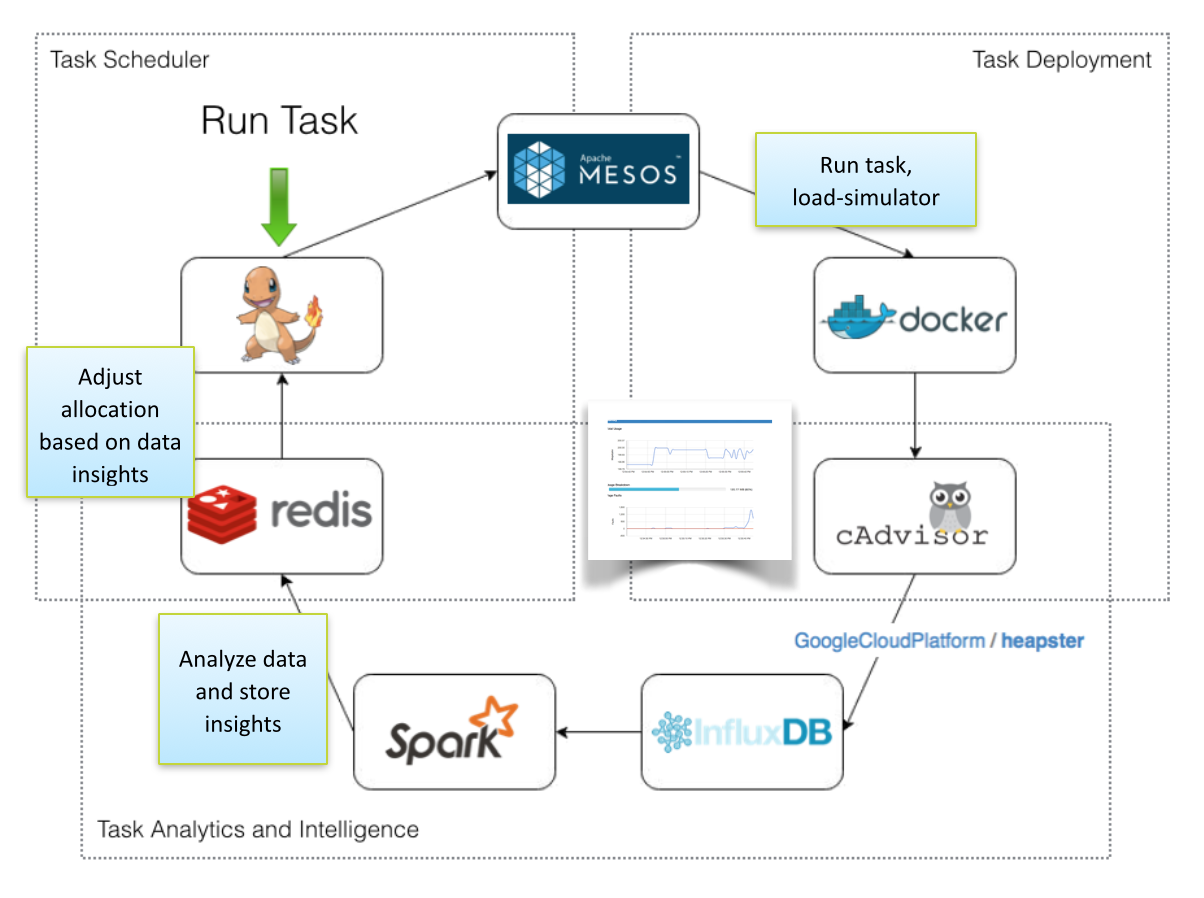 Task Scheduler
Task Deployment
Run Task
Apache
MESOS™
Run task,
load-simulator
docker
Adjust
allocation
based on data
insights
redis
cAdvisor
GoogleCloudPlatform / heapster
Analyze data
and store
insights
Spark
InfluxDB
Task Analytics and Intelligence